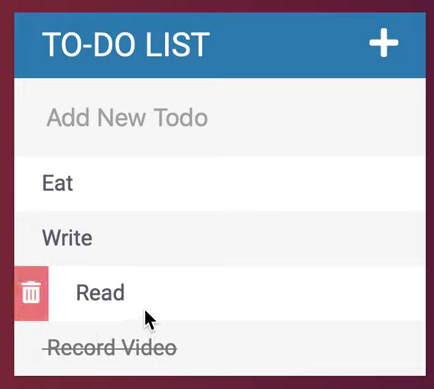 TO-DO LIST
Add New Todo
Eat
Write
Read
Record Video